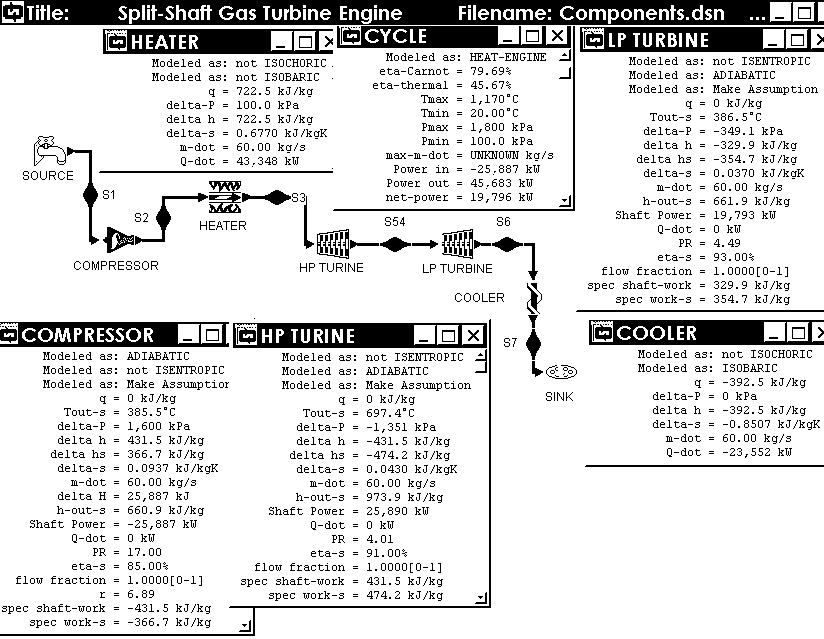 Title: Split-Shaft Gas Turbine Engine Filename: Components.dsn ...
HEATER
Modeled as: not ISOCHORIC
Modeled as: not ISOBARIC
q = 722.5 kJ/kg
delta-P = 100.0 kPa
delta h = 722.5 kJ/kg
delta-s = 0.6770 kJ/kgK
m-dot = 60.00 kg/s
Q-dot = 43,348 kW
CYCLE
Modeled as: HEAT-ENGINE
eta-Carnot = 79.69%
eta-thermal = 45.67%
Tmax = 1,170°C
Tmin = 20.00°C
Pmax = 1,800 kPa
Pmin = 100.0 kPa
max-m-dot = UNKNOWN kg/s
Power in = -25,887 kW
Power out = 45,683 kW
net-power = 19,796 kW
LP TURBINE
Modeled as: not ISENTROPIC
Modeled as: ADIABATIC
Modeled as: Make Assumption
q = 0 kJ/kg
Tout-s = 386.5°C
delta-P = -349.1 kPa
delta h = -329.9 kJ/kg
delta hs = -354.7 kJ/kg
delta-s = 0.0370 kJ/kgK
m-dot = 60.00 kg/s
h-out-s = 661.9 kJ/kg
Shaft Power = 19,793 kW
Q-dot = 0 kW
PR = 4.49
eta-s = 93.00%
flow fraction = 1.0000[0-1]
spec shaft-work = 329.9 kJ/kg
spec work-s = 354.7 kJ/kg
SOURCE
S1
S2
COMPRESSOR
HEATER
S3
HP TURINE
S54
LP TURBINE
S6
COOLER
S7
SINK
COMPRESSOR
Modeled as: ADIABATIC
Modeled as: not ISENTROPIC
Modeled as: Make Assumption
q = 0 kJ/kg
Tout-s = 385.5°C
delta-P = 1,600 kPa
delta h = 431.5 kJ/kg
delta hs = 366.7 kJ/kg
delta-s = 0.0937 kJ/kgK
m-dot = 60.00 kg/s
delta H = 25,887 kJ
h-out-s = 660.9 kJ/kg
Shaft Power = -25,887 kW
Q-dot = 0 kW
PR = 17.00
eta-s = 85.00%
flow fraction = 1.0000[0-1]
r = 6.89
spec shaft-work = -431.5 kJ/kg
spec work-s = -366.7 kJ/kg
HP TURINE
Modeled as: not ISENTROPIC
Modeled as: ADIABATIC
Modeled as: Make Assumption
q = 0 kJ/kg
Tout-s = 697.4°C
delta-P = -1,351 kPa
delta h = -431.5 kJ/kg
delta hs = -474.2 kJ/kg
delta-s = 0.0430 kJ/kgK
m-dot = 60.00 kg/s
h-out-s = 973.9 kJ/kg
Shaft Power = 25,890 kW
Q-dot = 0 kW
PR = 4.01
eta-s = 91.00%
flow fraction = 1.0000[0-1]
spec shaft-work = 431.5 kJ/kg
spec work-s = 474.2 kJ/kg
COOLER
Modeled as: not ISOCHORIC
Modeled as: ISOBARIC
q = -392.5 kJ/kg
delta-P = 0 kPa
delta h = -392.5 kJ/kg
delta-s = -0.8507 kJ/kgK
m-dot = 60.00 kg/s
Q-dot = -23,552 kW